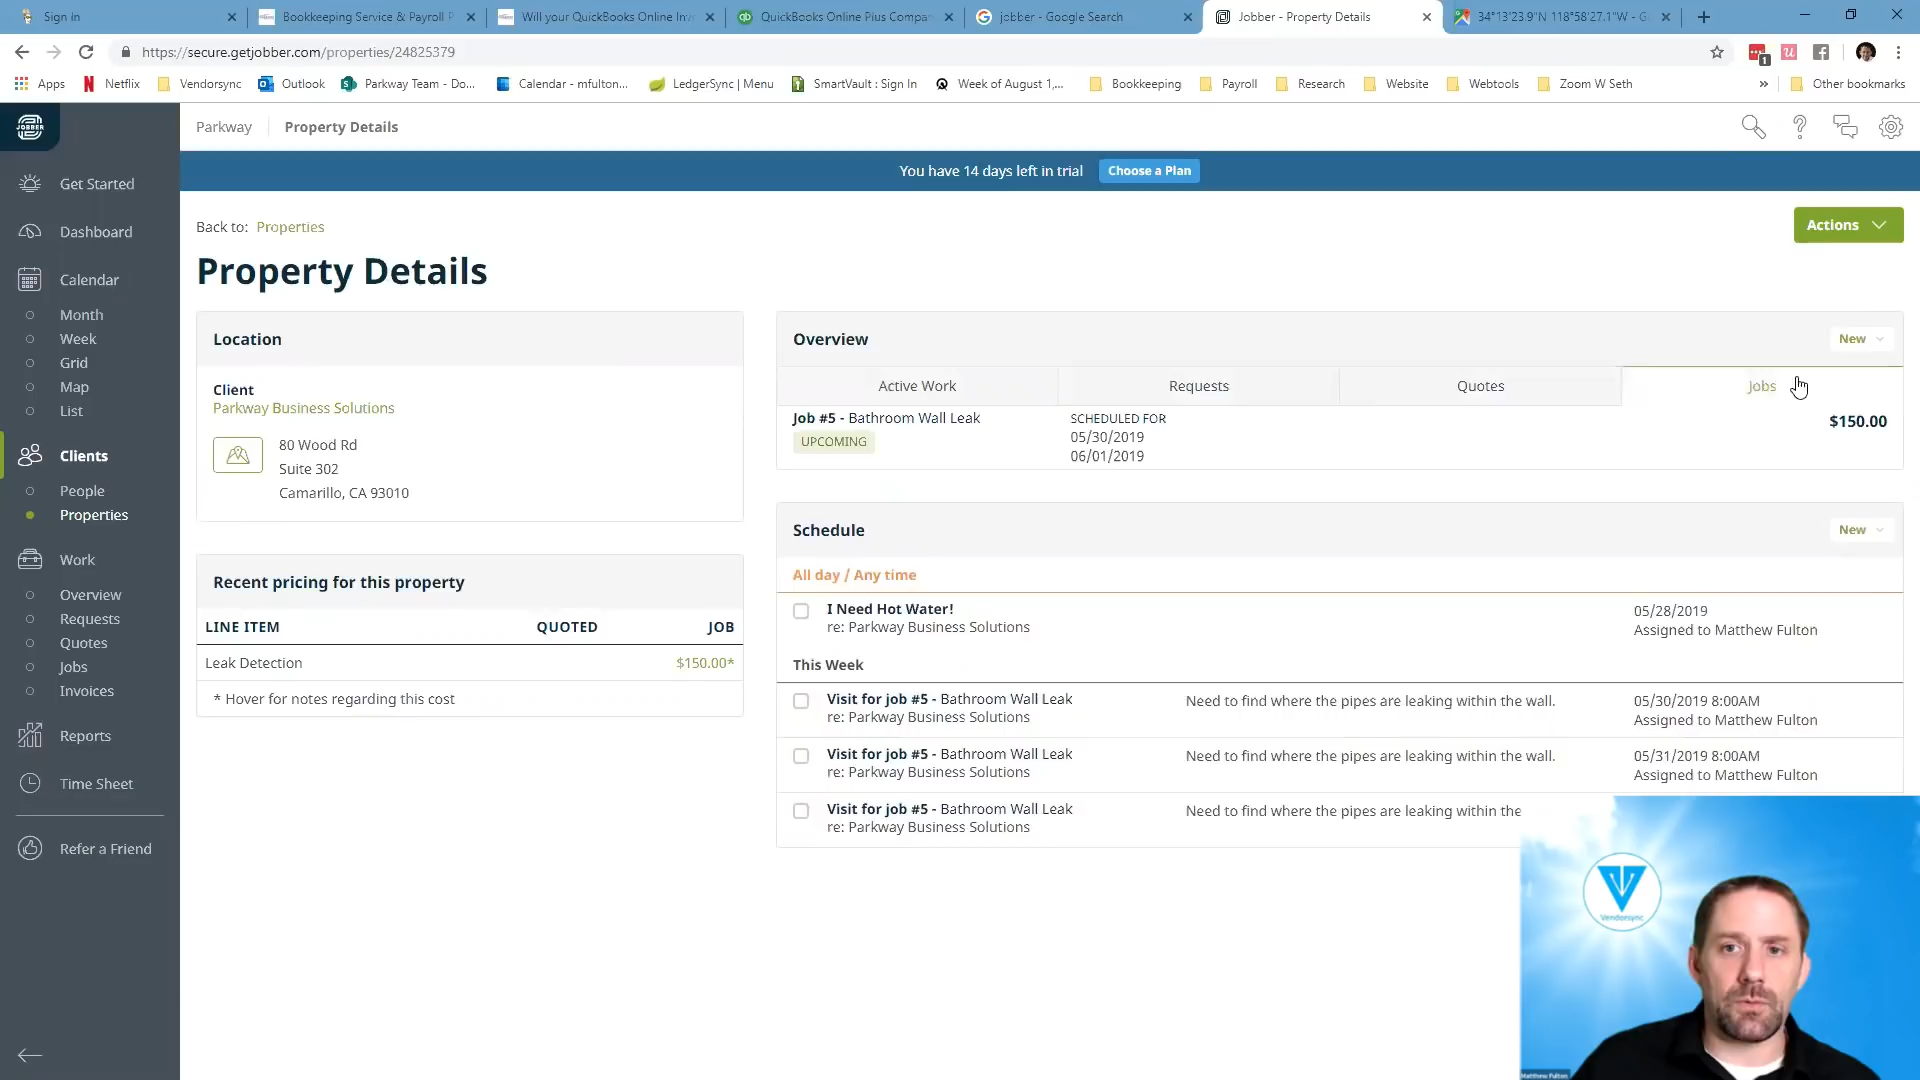 Sign In
Bookkeeping Service & Payroll P
Will your QuickBooks Online Inv
QuickBooks Online Plus Compar
jobber - Google Search
Jobber - Property Details
34°13'23.9"N 118°58'27.1"W - G
https://secure.getjobber.com/properties/24825379
1
Apps
Netflix
Vendorsync
Outlook
Parkway Team - Do...
Calendar - mfulton...
LedgerSync | Menu
SmartVault : Sign In
Week of August 1,...
Bookkeeping
Payroll
Research
Website
Webtools
Zoom W Seth
»
Other bookmarks
JOBBER
Parkway
Property Details
You have 14 days left in trial
Choose a Plan
Get Started
Dashboard
Calendar
Month
Week
Grid
Map
List
Clients
People
Properties
Work
Overview
Requests
Quotes
Jobs
Invoices
Reports
Time Sheet
Refer a Friend
Back to: Properties
Actions
Property Details
Location
Client
Parkway Business Solutions
80 Wood Rd
Suite 302
Camarillo, CA 93010
Recent pricing for this property
LINE ITEM QUOTED JOB
Leak Detection $150.00*
* Hover for notes regarding this cost
Overview
New
Active Work
Requests
Quotes
Jobs
Job #5 - Bathroom Wall Leak
UPCOMING
SCHEDULED FOR
05/30/2019
06/01/2019
$150.00
Schedule
New
All day / Any time
I Need Hot Water!
re: Parkway Business Solutions
05/28/2019
Assigned to Matthew Fulton
This Week
Visit for job #5 - Bathroom Wall Leak
re: Parkway Business Solutions
Need to find where the pipes are leaking within the wall.
05/30/2019 8:00AM
Assigned to Matthew Fulton
Visit for job #5 - Bathroom Wall Leak
re: Parkway Business Solutions
Need to find where the pipes are leaking within the wall.
05/31/2019 8:00AM
Assigned to Matthew Fulton
Visit for job #5 - Bathroom Wall Leak
re: Parkway Business Solutions
Need to find where the pipes are leaking within the
Vendorsync
Matthew Fulton